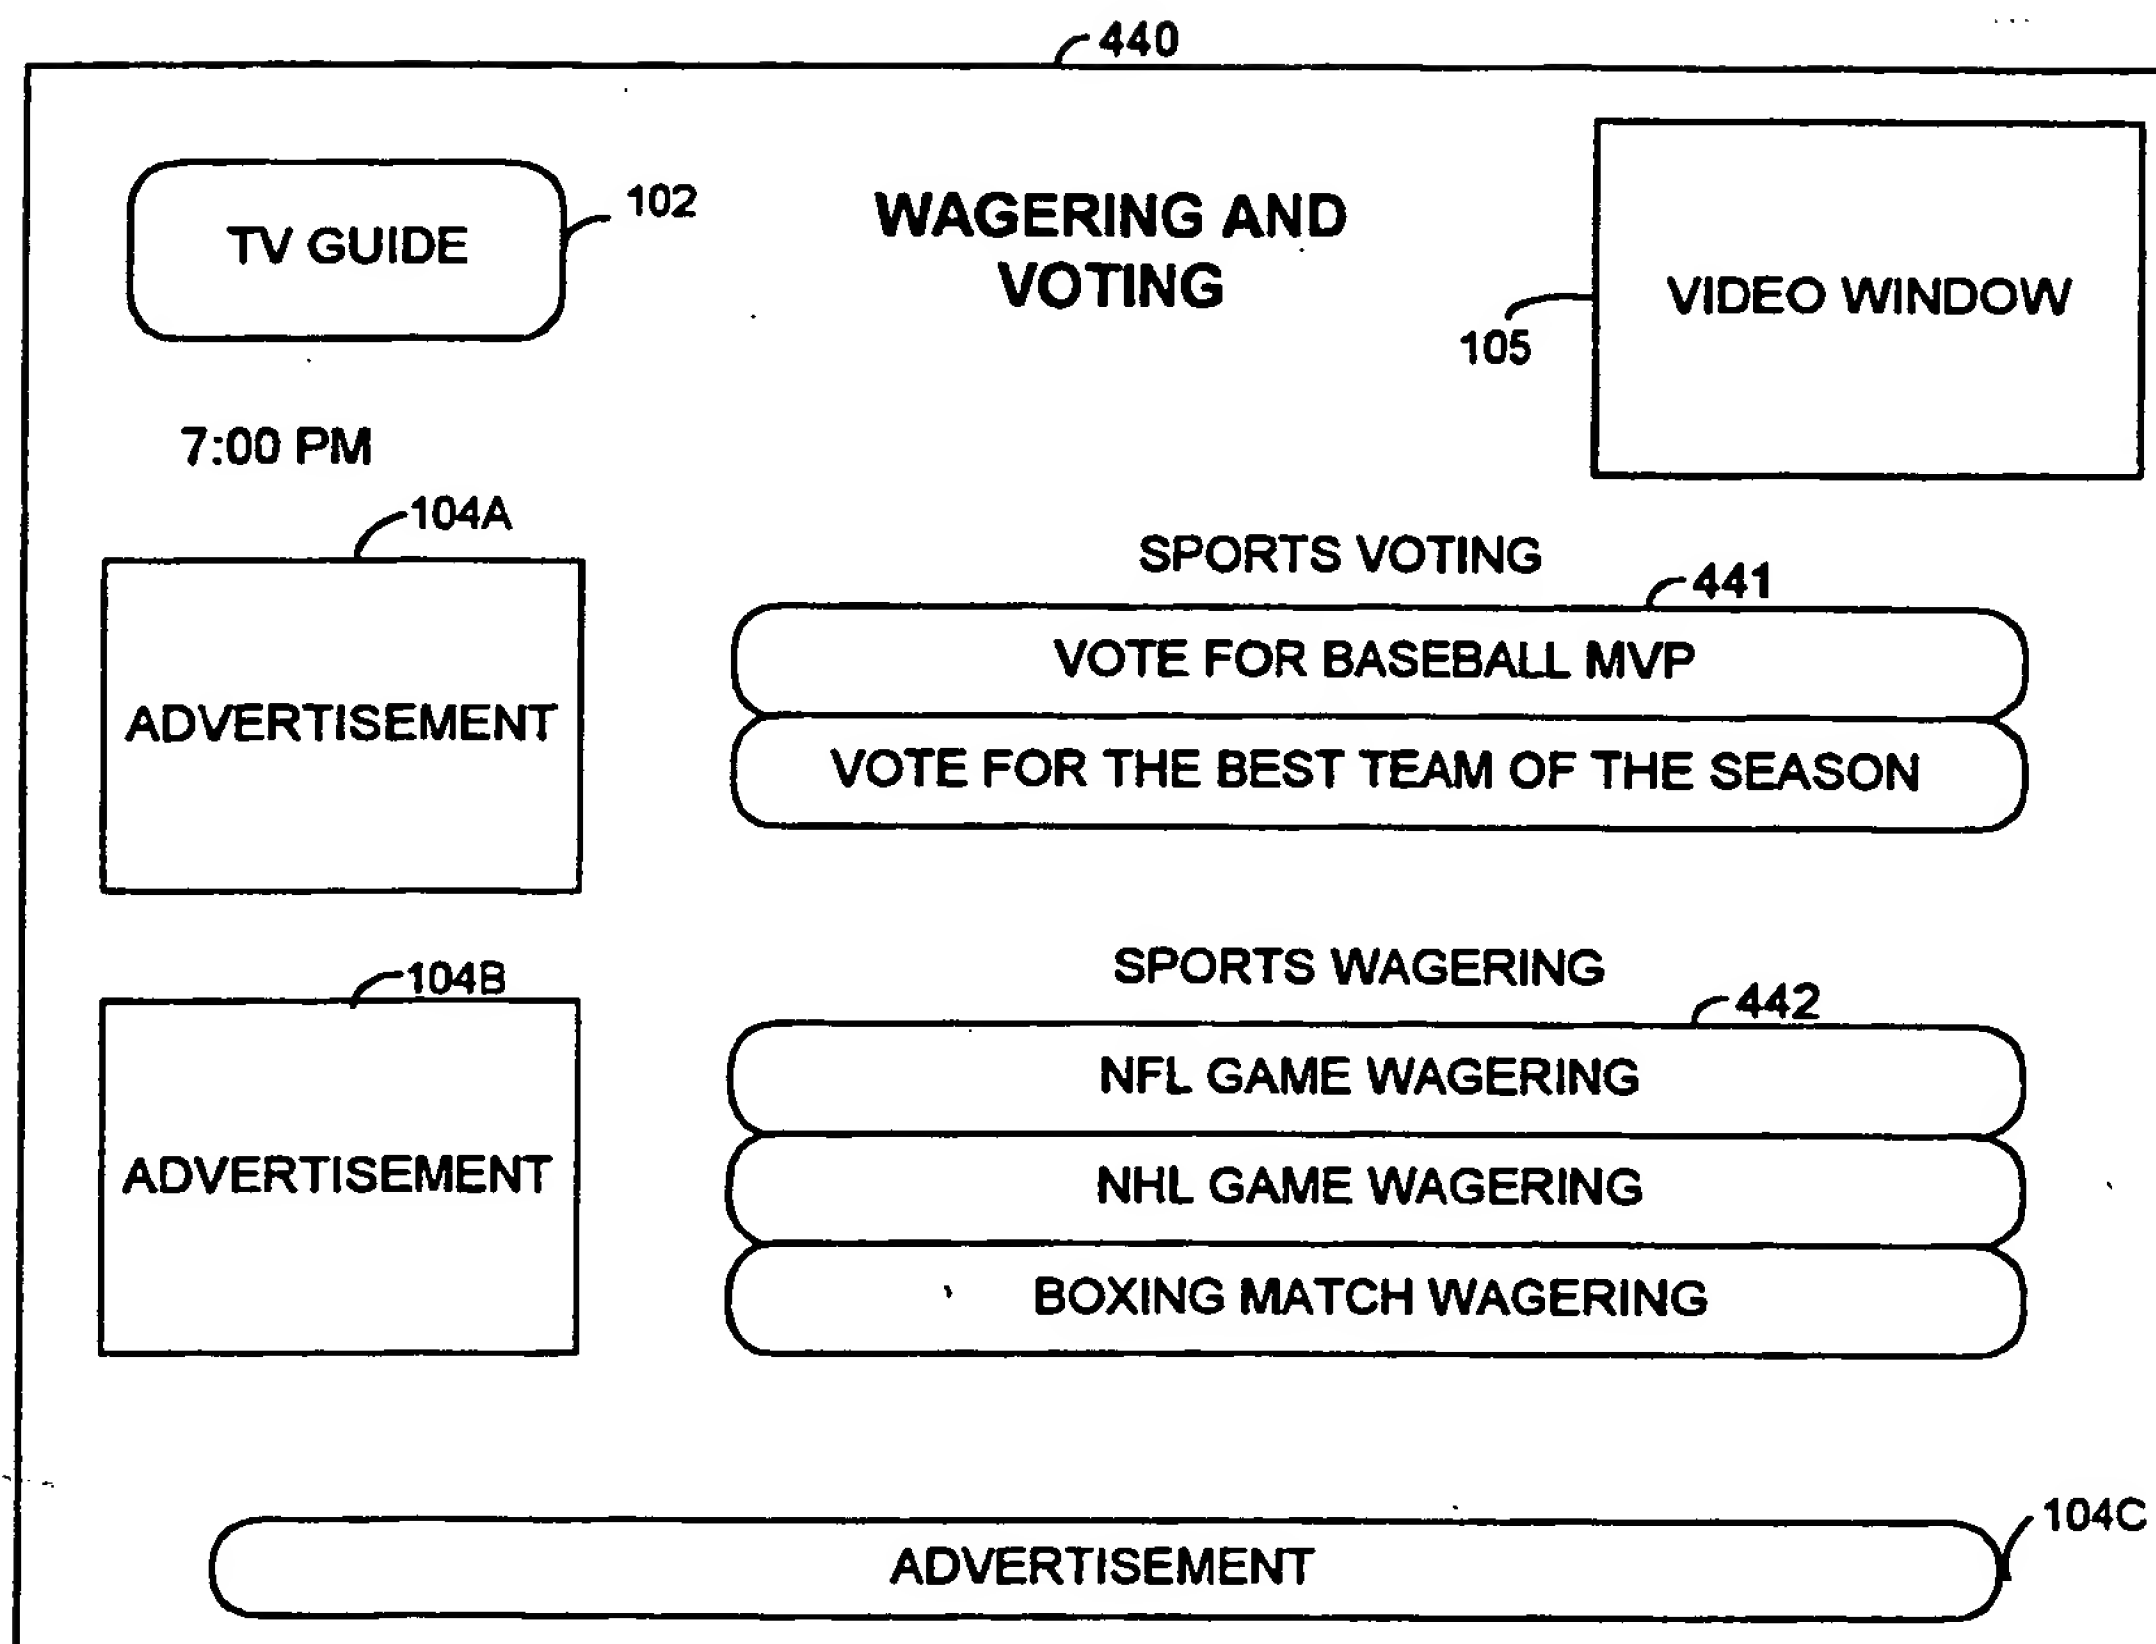 440
TV GUIDE
102
WAGERING AND
VOTING
VIDEO WINDOW
105
7:00 PM
104A
ADVERTISEMENT
SPORTS VOTING
441
VOTE FOR BASEBALL MVP
VOTE FOR THE BEST TEAM OF THE SEASON
104B
ADVERTISEMENT
SPORTS WAGERING
442
NFL GAME WAGERING
NHL GAME WAGERING
BOXING MATCH WAGERING
104C
ADVERTISEMENT